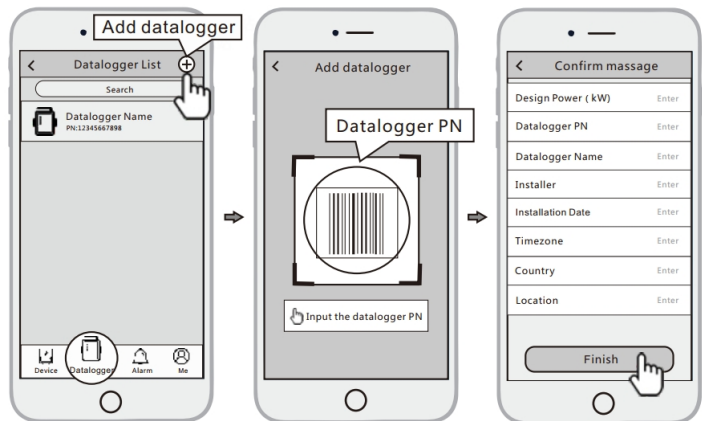 Add datalogger
Datalogger List
Search
Datalogger Name
PN:12345667898
Device
Datalogger
Alarm
Me
Add datalogger
Datalogger PN
Input the datalogger PN
Confirm massage
Design Power ( kW) Enter
Datalogger PN Enter
Datalogger Name Enter
Installer Enter
Installation Date Enter
Timezone Enter
Country Enter
Location Enter
Finish